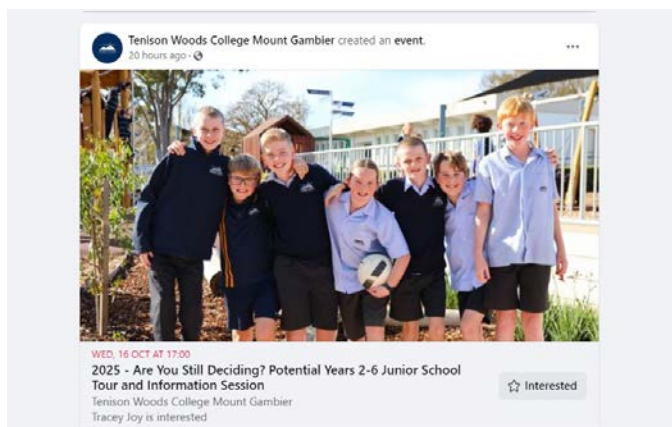 Tenison Woods College Mount Gambier created an event.
20 hours ago ·
WED, 16 OCT AT 17:00
2025 - Are You Still Deciding? Potential Years 2-6 Junior School
Tour and Information Session
Tenison Woods College Mount Gambier
Tracey Joy is interested
Interested